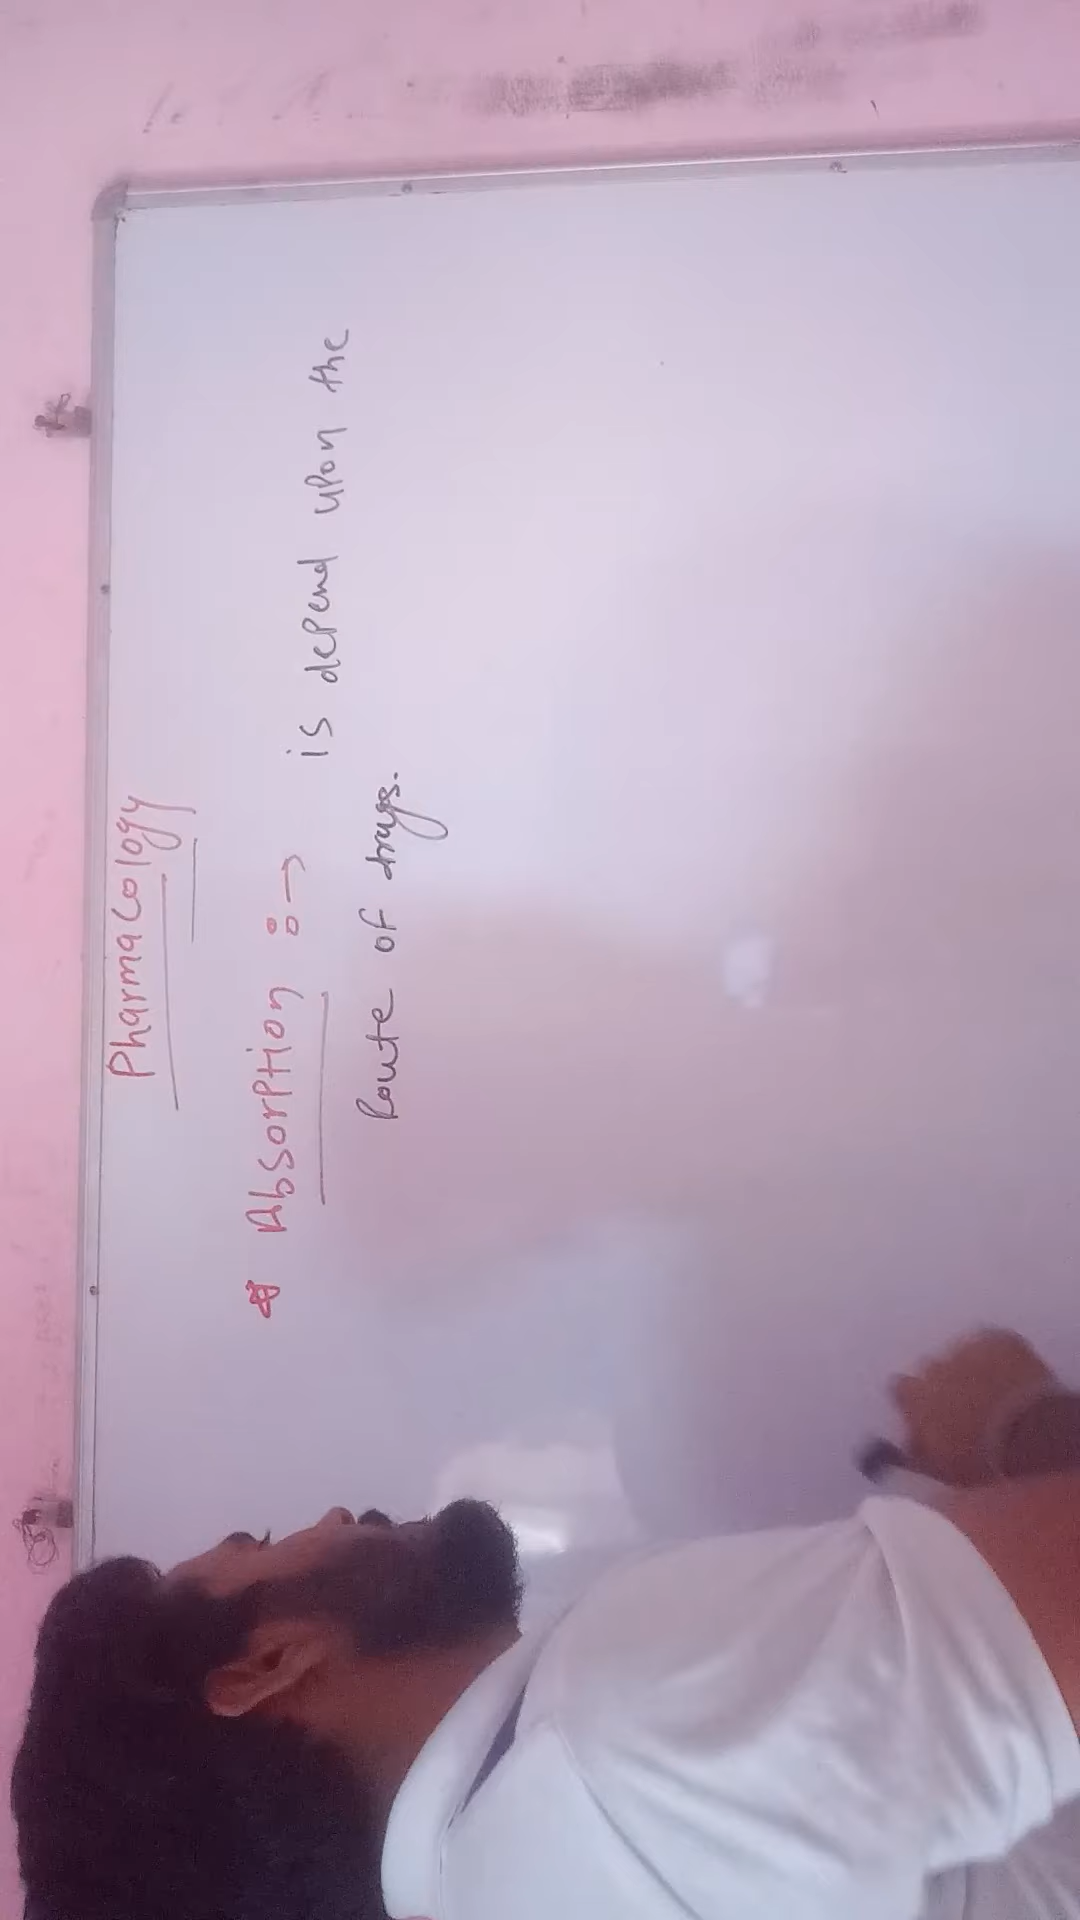 Pharmacology
* Absorption :-> is depend upon the
Route of drugs.